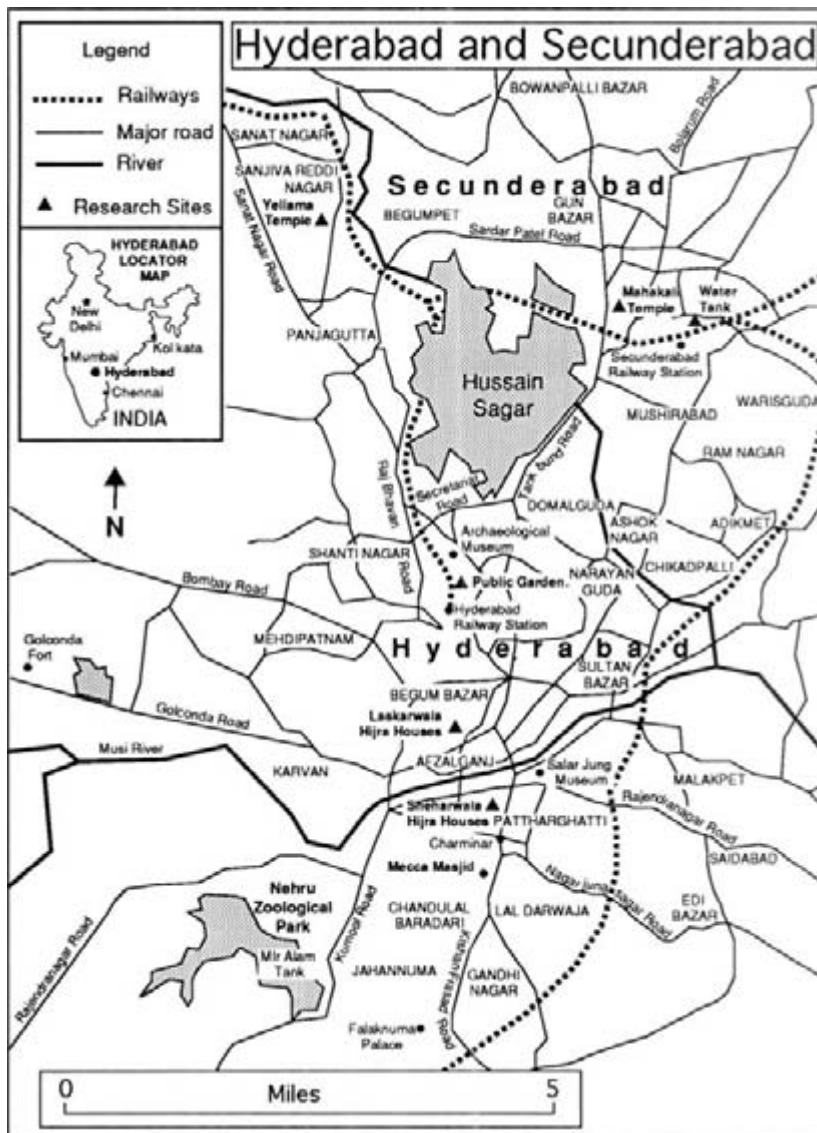 Hyderabad and Secunderabad
Legend
Railways
Major road
River
Research Sites
HYDERABAD
LOCATOR
MAP
New
Delhi
Kolkata
Mumbai
Hyderabad
Chennai
INDIA
N
BOWANPALLI BAZAR
Bolarum Road
SANAT NAGAR
SANJIVA REDDI
NAGAR
Secunderabad
Yellama
Temple
BEGUMPET
GUN
BAZAR
Sanat Nagar Road
Sardar Patel Road
Mahakali
Temple
Water
Tank
PANJAGUTTA
Secunderabad
Railway Station
Hussain
Sagar
MUSHIRABAD
WARISGUDA
RAM NAGAR
Raj Bhavan
Road
Secretariat
Road
Tank Bund Road
DOMALGUDA
ASHOK
NAGAR
ADIKMET
Archaeological
Museum
SHANTI NAGAR
CHIKADPALLI
Bombay Road
Public Garden
NARAYAN
GUDA
Hyderabad
Railway Station
Golconda
Fort
MEHDIPATNAM
Hyderabad
SULTAN
BAZAR
BEGUM BAZAR
Golconda Road
Laskarwala
Hijra Houses
Musi River
KARVAN
AFZALGANJ
Salar Jung
Museum
MALAKPET
Sheharwala
Hijra Houses
PATTHARGHATTI
Rajendranagar
Road
Charminar
SAIDABAD
Mecca Masjid
Nagarjunasagar Road
Nehru
Zoological
Park
EDI
BAZAR
Kurnool Road
CHANDULAL
BARADARI
LAL DARWAJA
Rajendranagar Road
Mir Alam
Tank
JAHANNUMA
Kishan Prasad Road
GANDHI
NAGAR
Falaknuma
Palace
0
Miles
5